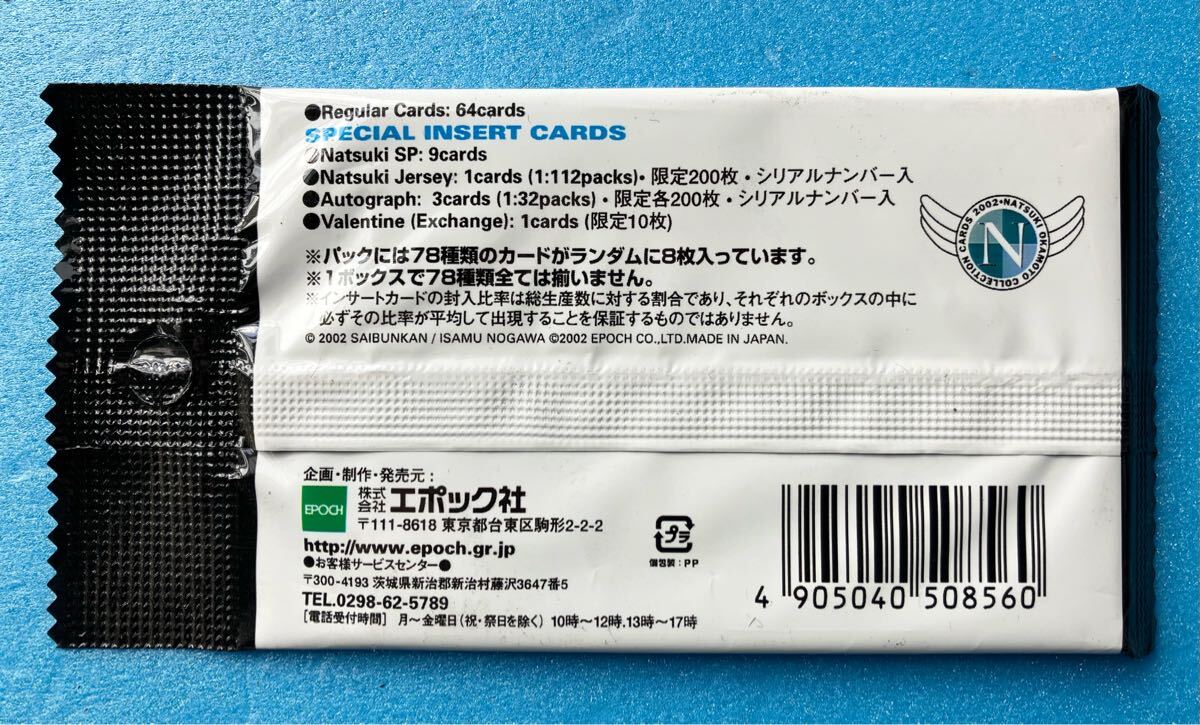 ●Regular Cards: 64cards
SPECIAL INSERT CARDS
●Natsuki SP: 9cards
●Natsuki Jersey: 1cards (1:112packs)・限定200枚・シリアルナンバー入
●Autograph: 3cards (1:32packs)・限定各200枚・シリアルナンバー入
●Valentine (Exchange): 1cards (限定10枚)
※パックには78種類のカードがランダムに8枚入っています。
※1ボックスで78種類全ては揃いません。
※インサートカードの封入比率は総生産数に対する割合であり、それぞれのボックスの中に
必ずその比率が平均して出現することを保証するものではありません。
© 2002 SAIBUNKAN / ISAMU NOGAWA ©2002 EPOCH CO.,LTD.MADE IN JAPAN.
CARDS 2002・NATSUKI OKAMOTO COLLECTION
N
企画・制作・発売元：
EPOCH
株式会社エポック社
〒111-8618 東京都台東区駒形2-2-2
http://www.epoch.gr.jp
●お客様サービスセンター●
〒300-4193 茨城県新治郡新治村藤沢3647番5
TEL.0298-62-5789
［電話受付時間］ 月〜金曜日（祝・祭日を除く） 10時〜12時.13時〜17時
プラ
個包装：PP
4 905040 508560